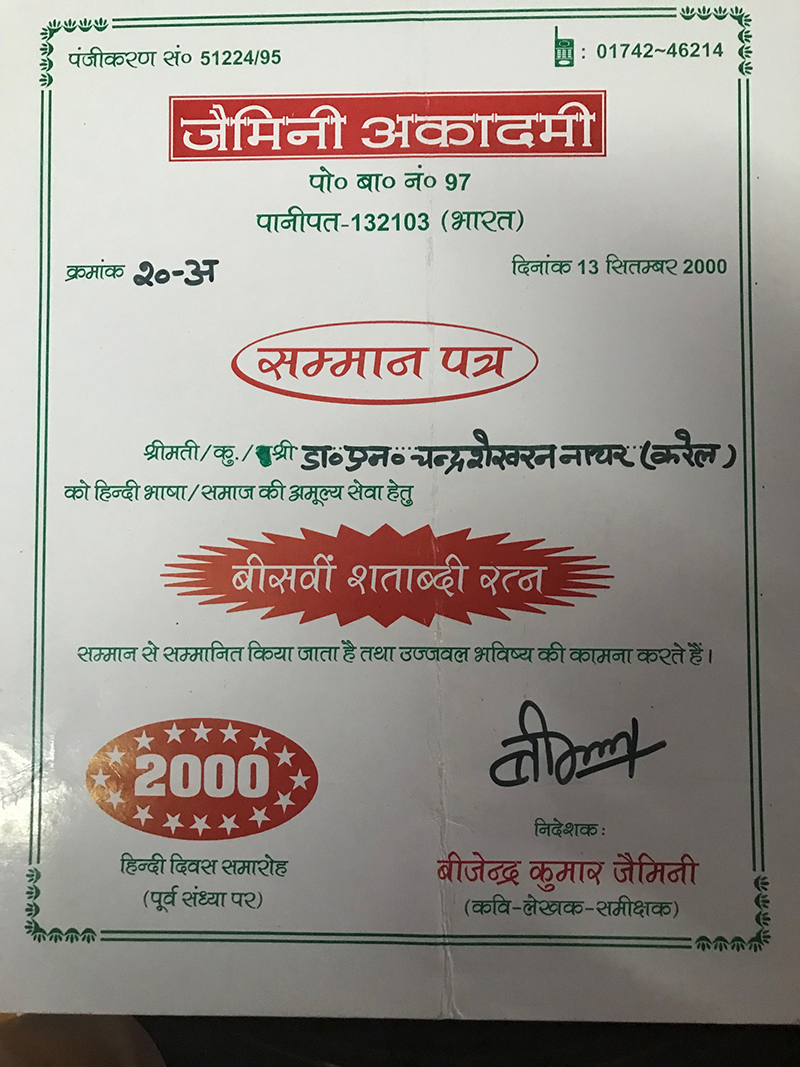 पंजीकरण सं० 51224/95
: 01742~46214
जैमिनी अकादमी
पो० बा० नं० 97
पानीपत-132103 (भारत)
क्रमांक २०-अ
दिनांक 13 सितम्बर 2000
सम्मान पत्र
श्रीमती/कु./श्री डा० एन० चन्द्रशेखरन नायर (करेल)
को हिन्दी भाषा/समाज की अमूल्य सेवा हेतु
बीसवीं शताब्दी रत्न
सम्मान से सम्मानित किया जाता है तथा उज्जवल भविष्य की कामना करते हैं।
2000
निदेशक:
हिन्दी दिवस समारोह
बीजेन्द्र कुमार जैमिनी
(पूर्व संध्या पर)
(कवि-लेखक-समीक्षक)